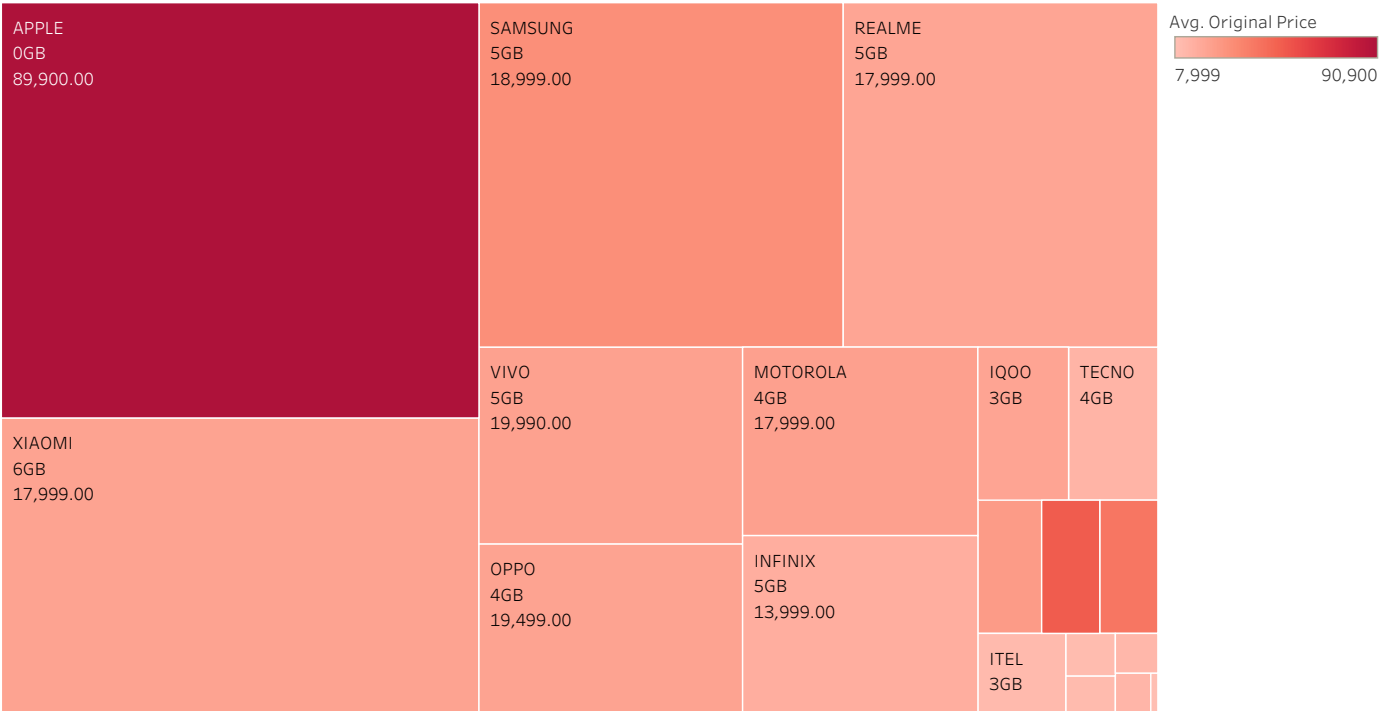 APPLE
0GB
89,900.00
SAMSUNG
5GB
18,999.00
REALME
5GB
17,999.00
Avg. Original Price
7,999 90,900
XIAOMI
6GB
17,999.00
VIVO
5GB
19,990.00
MOTOROLA
4GB
17,999.00
IQOO
3GB
TECNO
4GB
OPPO
4GB
19,499.00
INFINIX
5GB
13,999.00
ITEL
3GB